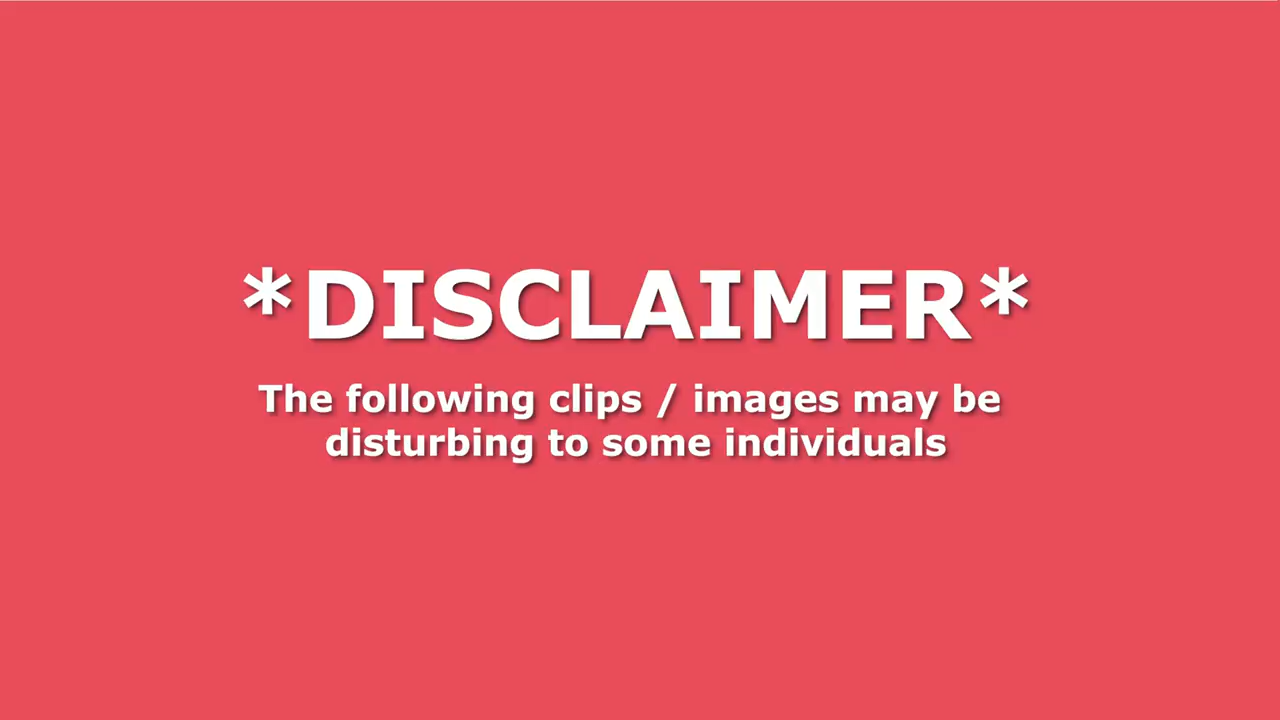 *DISCLAIMER*
The following clips / images may be
disturbing to some individuals